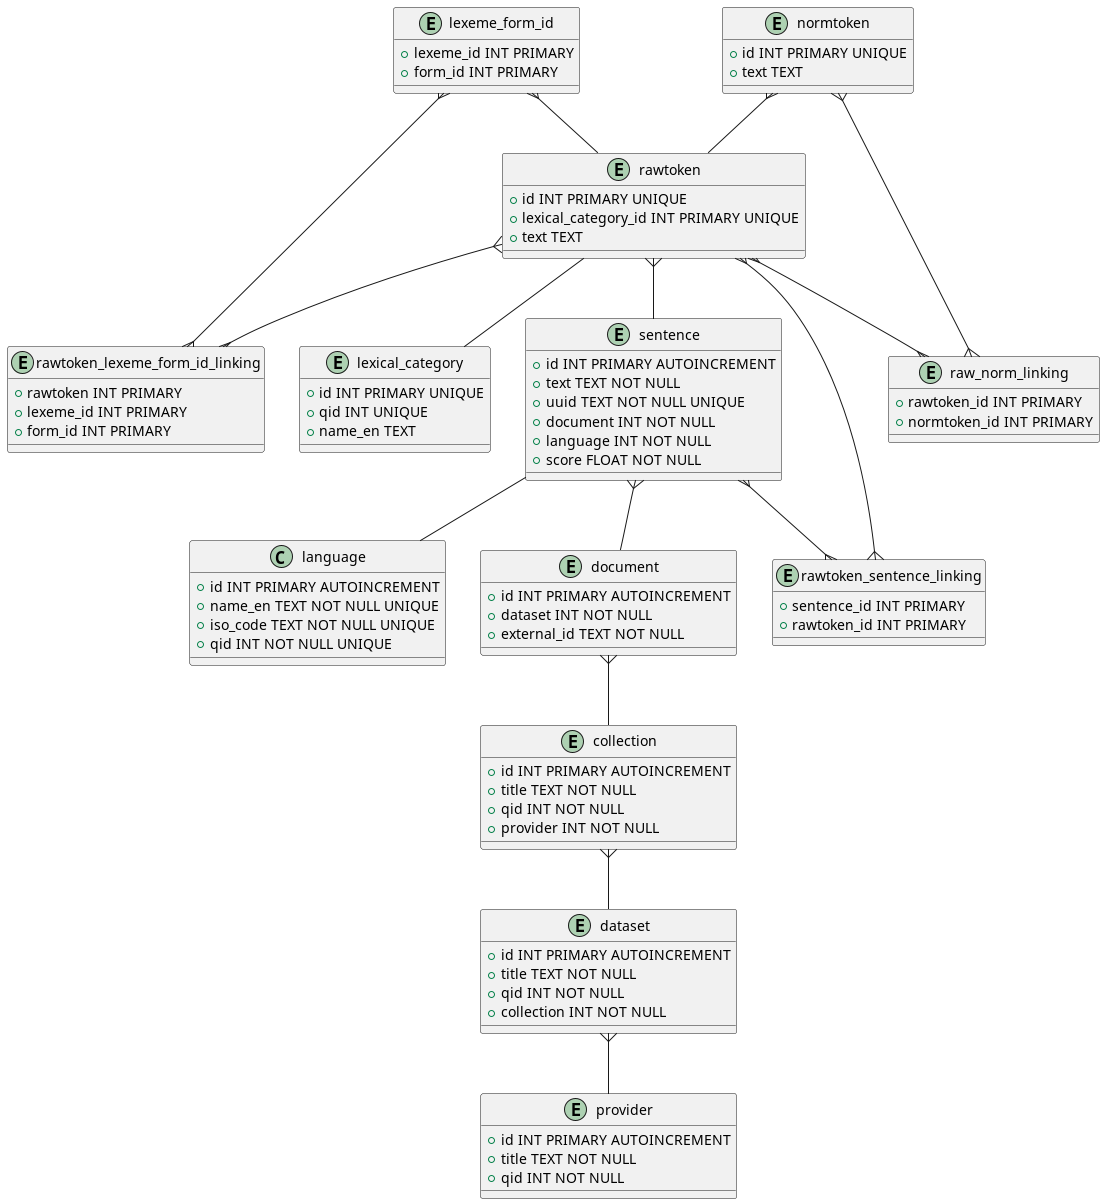 E lexeme_form_id
lexeme_id INT PRIMARY
form_id INT PRIMARY
E normtoken
id INT PRIMARY UNIQUE
text TEXT
E rawtoken
id INT PRIMARY UNIQUE
lexical_category_id INT PRIMARY UNIQUE
text TEXT
E rawtoken_lexeme_form_id_linking
rawtoken INT PRIMARY
lexeme_id INT PRIMARY
form_id INT PRIMARY
E lexical_category
id INT PRIMARY UNIQUE
qid INT UNIQUE
name_en TEXT
E sentence
id INT PRIMARY AUTOINCREMENT
text TEXT NOT NULL
uuid TEXT NOT NULL UNIQUE
document INT NOT NULL
language INT NOT NULL
score FLOAT NOT NULL
E raw_norm_linking
rawtoken_id INT PRIMARY
normtoken_id INT PRIMARY
C language
id INT PRIMARY AUTOINCREMENT
name_en TEXT NOT NULL UNIQUE
iso_code TEXT NOT NULL UNIQUE
qid INT NOT NULL UNIQUE
E document
id INT PRIMARY AUTOINCREMENT
dataset INT NOT NULL
external_id TEXT NOT NULL
E rawtoken_sentence_linking
sentence_id INT PRIMARY
rawtoken_id INT PRIMARY
E collection
id INT PRIMARY AUTOINCREMENT
title TEXT NOT NULL
qid INT NOT NULL
provider INT NOT NULL
E dataset
id INT PRIMARY AUTOINCREMENT
title TEXT NOT NULL
qid INT NOT NULL
collection INT NOT NULL
E provider
id INT PRIMARY AUTOINCREMENT
title TEXT NOT NULL
qid INT NOT NULL